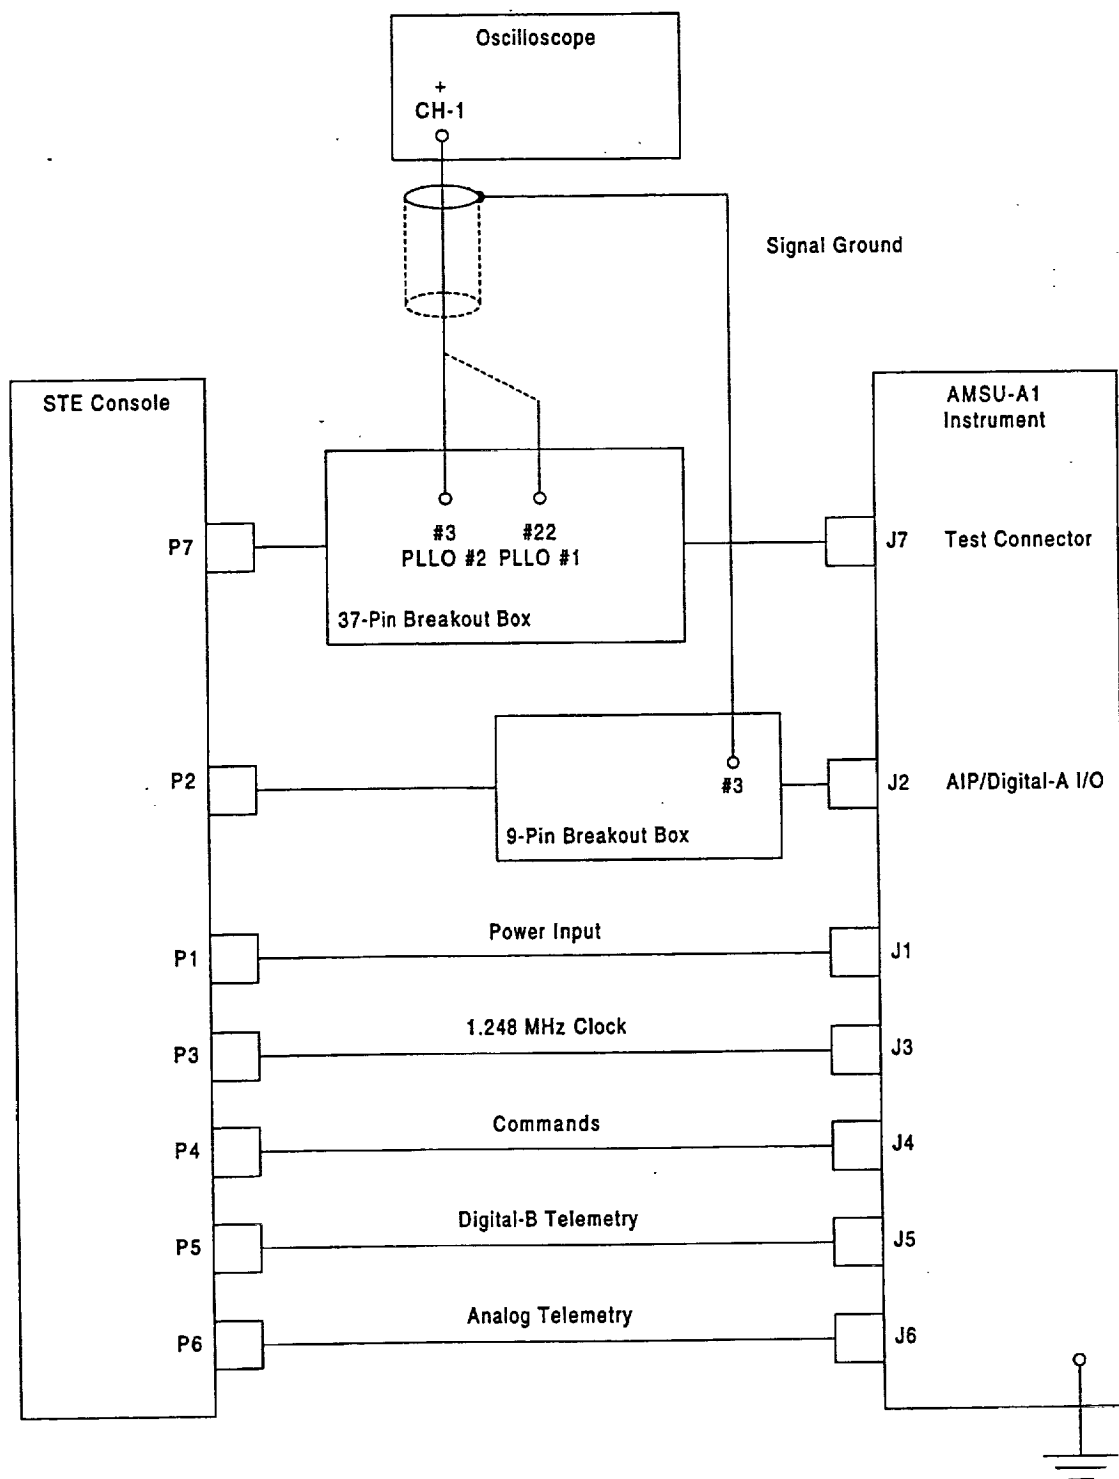 Oscilloscope
+
CH-1
Signal Ground
STE Console
AMSU-A1
Instrument
#3
#22
PLLO #2
PLLO #1
37-Pin Breakout Box
P7
J7
Test Connector
P2
#3
9-Pin Breakout Box
J2
AIP/Digital-A I/O
P1
Power Input
J1
P3
1.248 MHz Clock
J3
P4
Commands
J4
P5
Digital-B Telemetry
J5
P6
Analog Telemetry
J6